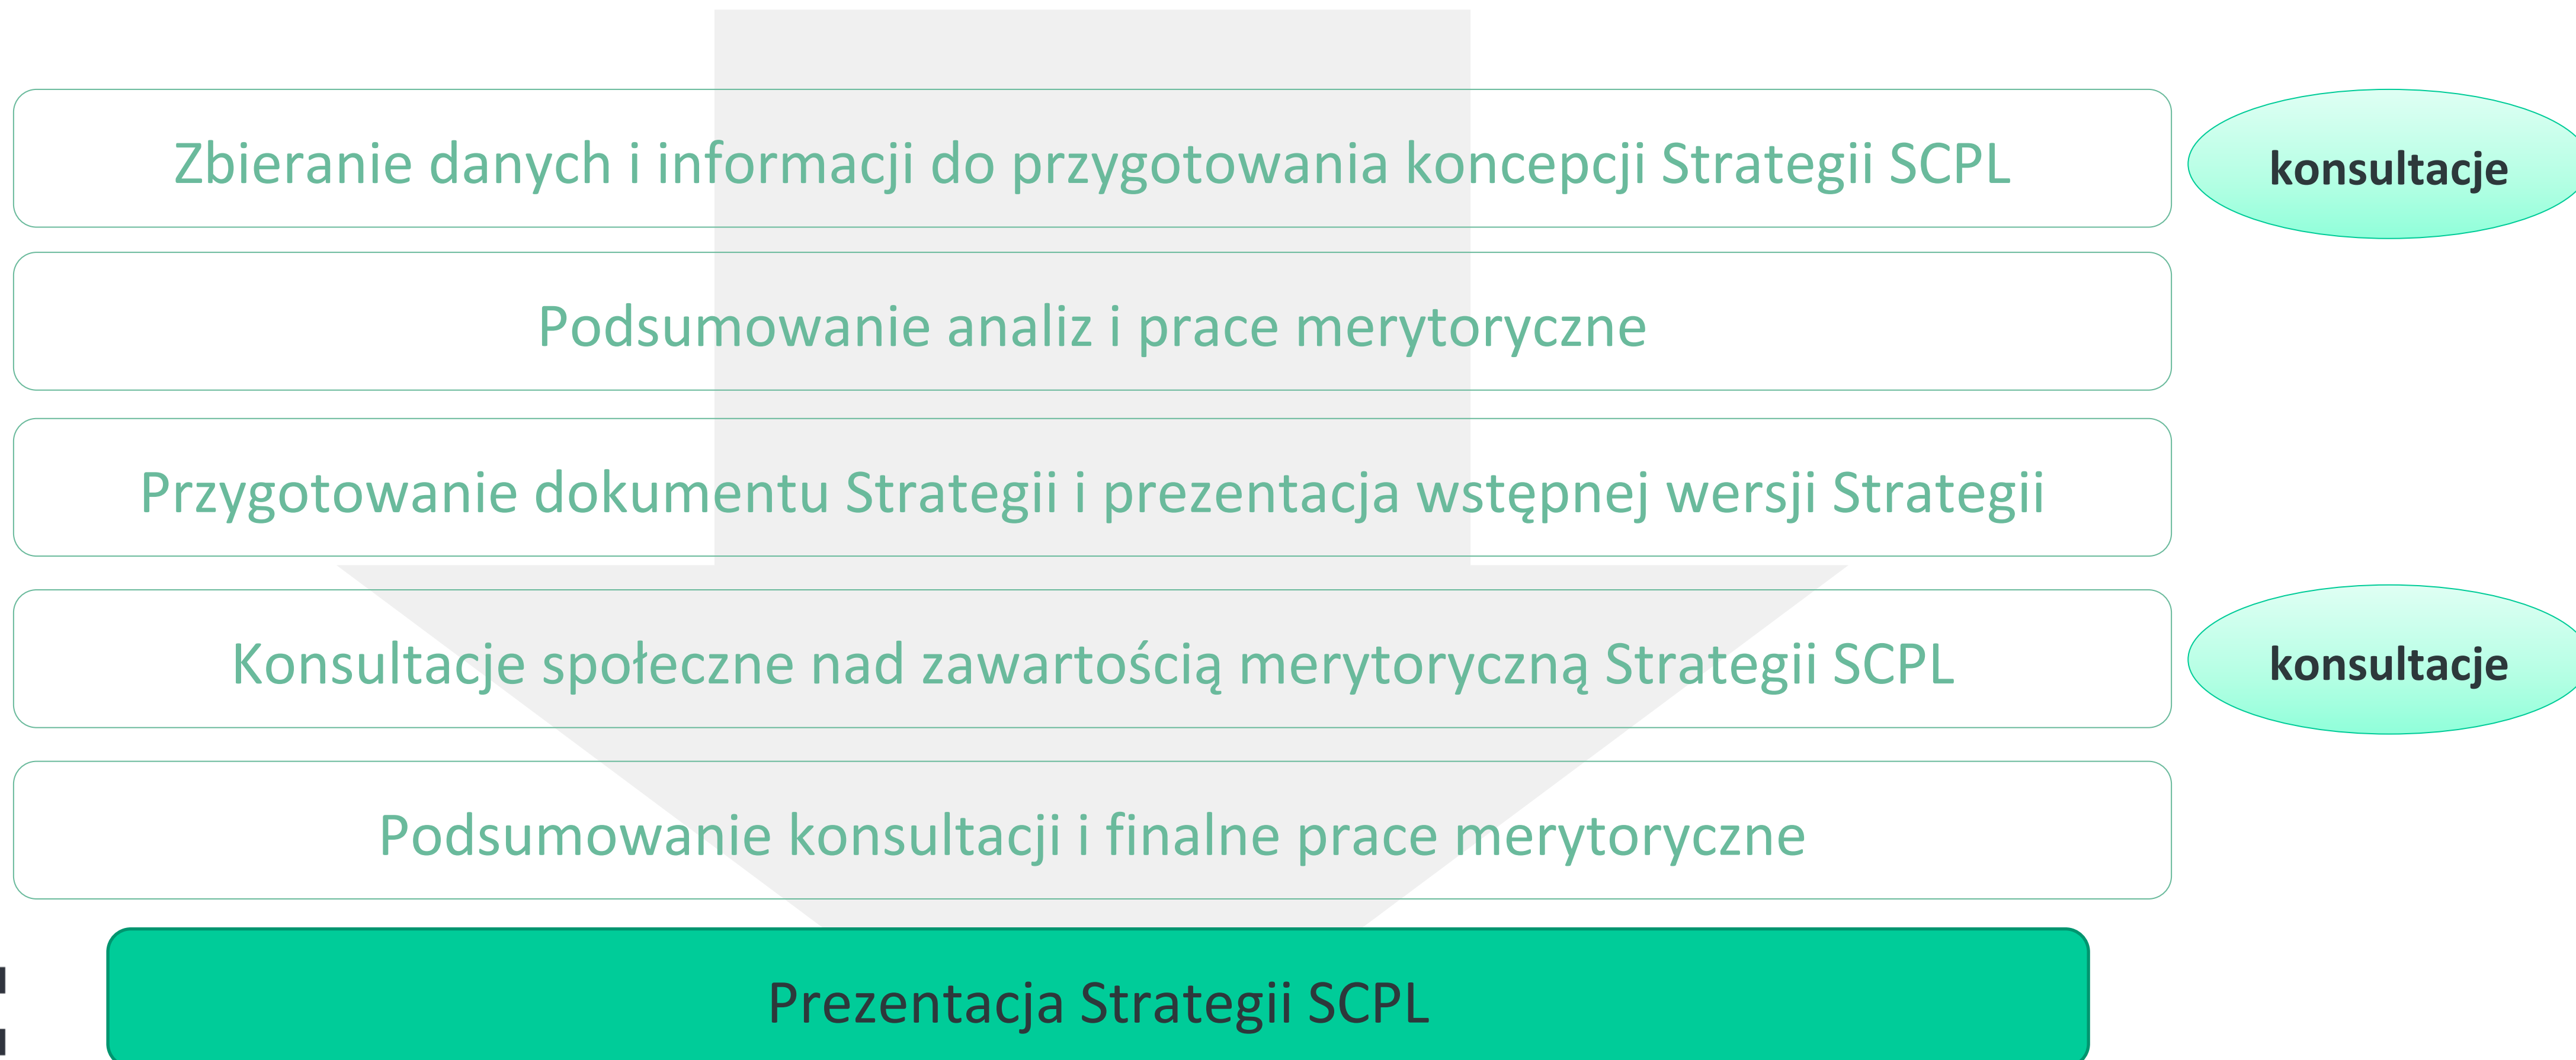 Zbieranie danych i informacji do przygotowania koncepcji Strategii SCPL
konsultacje
Podsumowanie analiz i prace merytoryczne
Przygotowanie dokumentu Strategii i prezentacja wstępnej wersji Strategii
Konsultacje społeczne nad zawartością merytoryczną Strategii SCPL
konsultacje
Podsumowanie konsultacji i finalne prace merytoryczne
Prezentacja Strategii SCPL